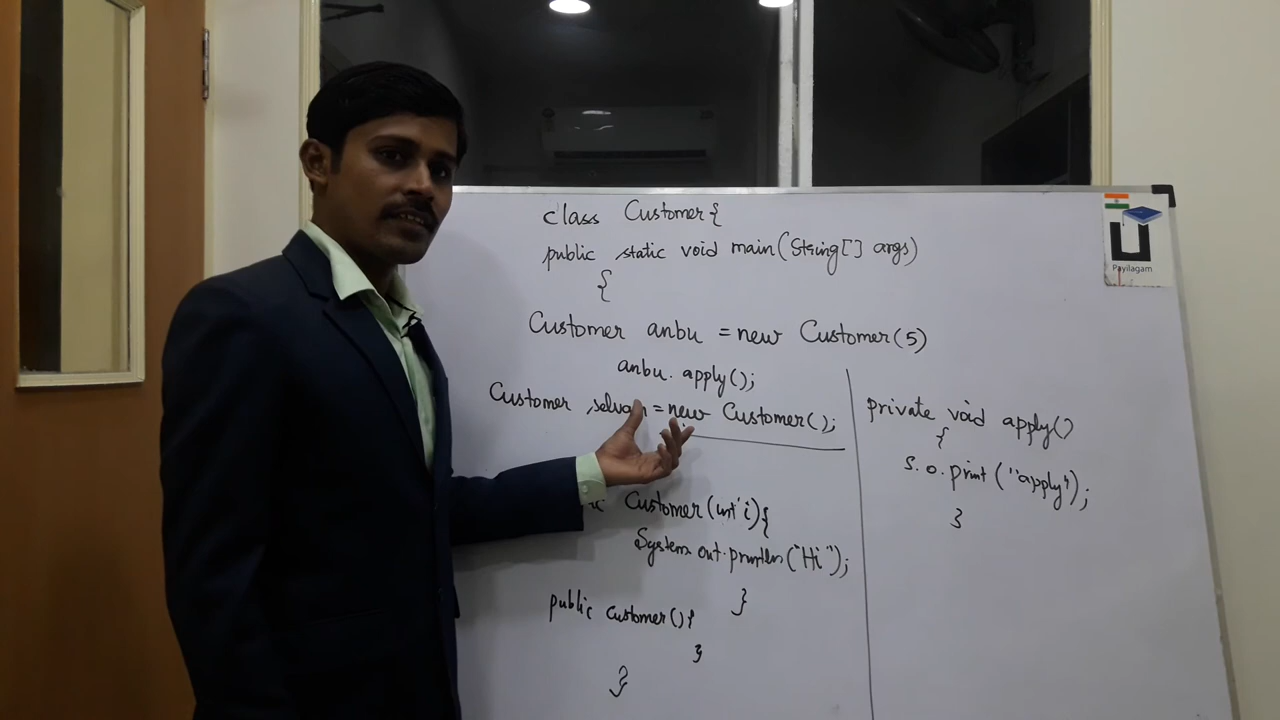 class Customer {
public static void main(String[] args)
{
Customer anbu = new Customer(5)
anbu. apply();
Customer selvam = new Customer();
Customer(int i){
System.out.println("Hi");
}
public customer(){
}
}
private void apply()
{
S.o.print("apply");
}
Payilagam